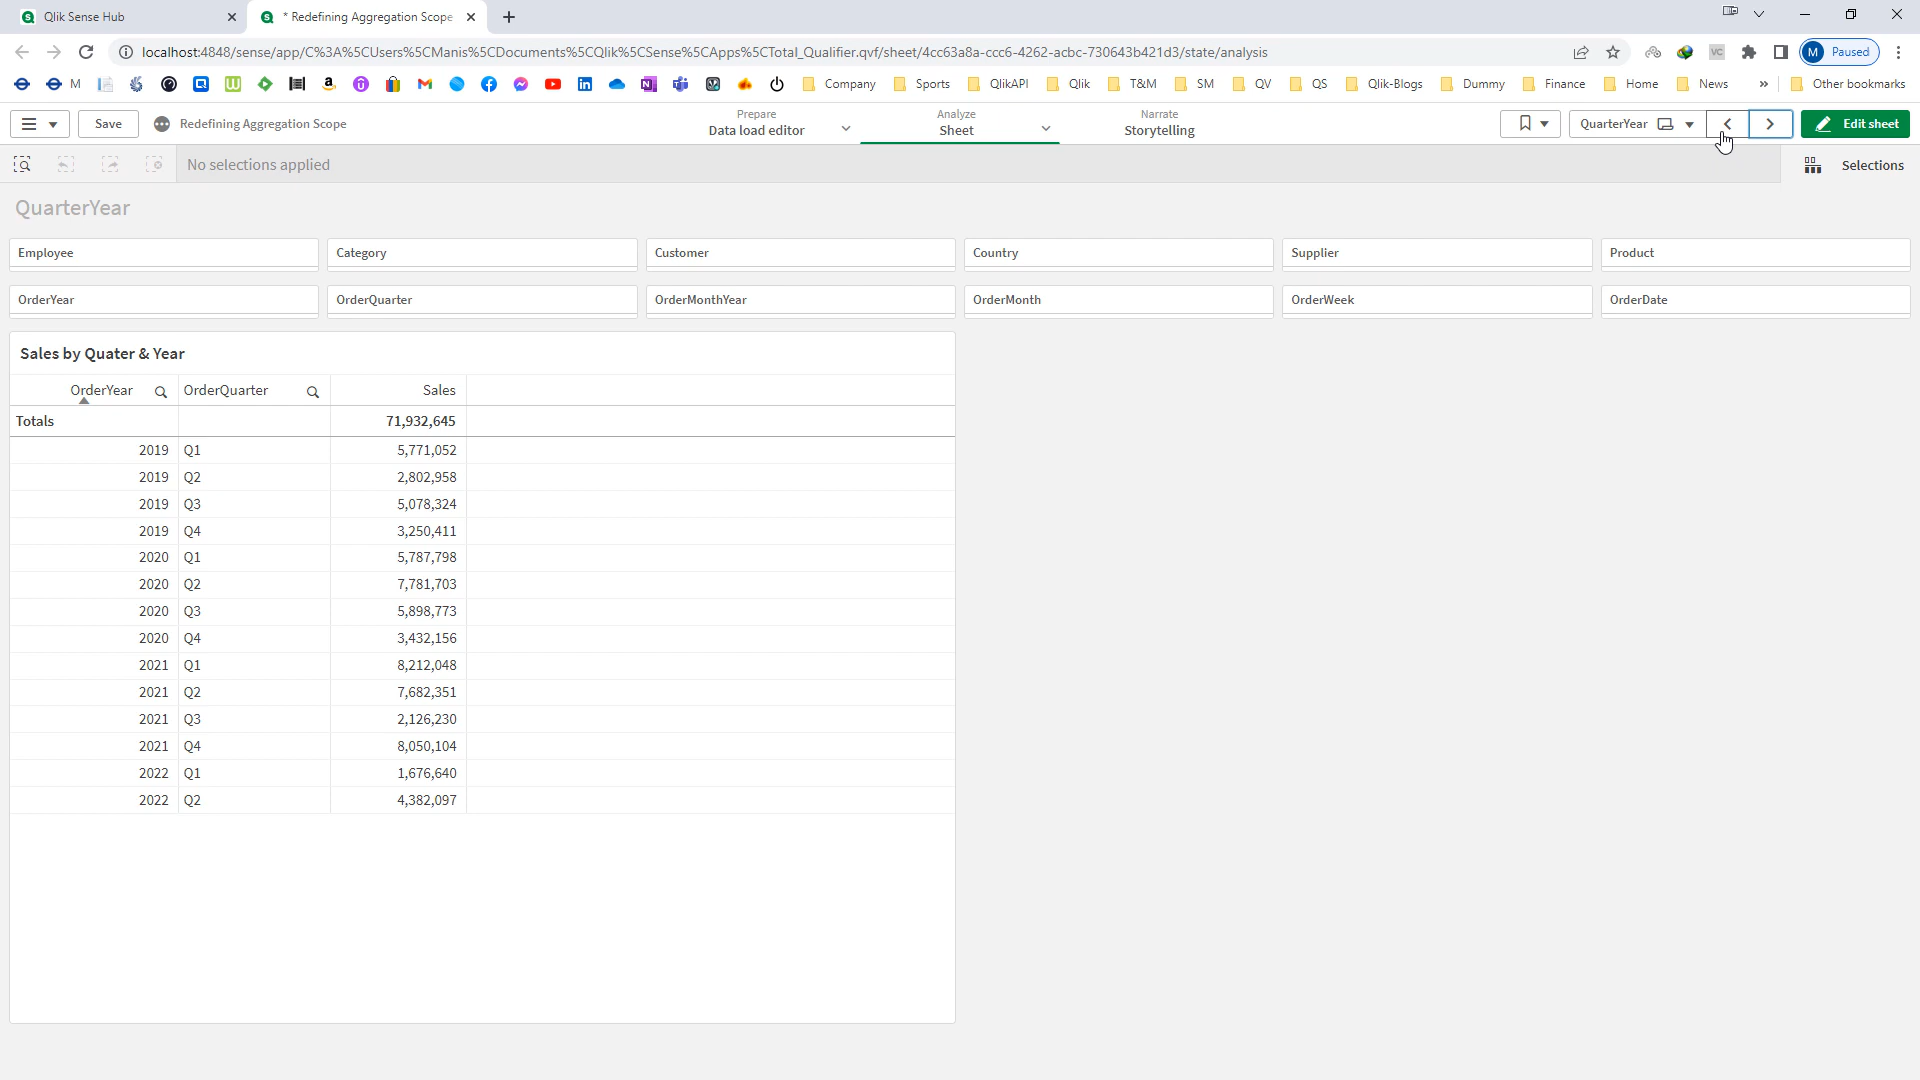 Qlik Sense Hub
* Redefining Aggregation Scope
localhost:4848/sense/app/C%3A%5CUsers%5CManis%5CDocuments%5CQlik%5CSense%5CApps%5CTotal_Qualifier.qvf/sheet/4cc63a8a-ccc6-4262-acbc-730643b421d3/state/analysis
VC
M Paused
M
Company
Sports
QlikAPI
Qlik
T&M
SM
QV
QS
Qlik-Blogs
Dummy
Finance
Home
News
»
Other bookmarks
Save
Redefining Aggregation Scope
Prepare
Data load editor
Analyze
Sheet
Narrate
Storytelling
QuarterYear
Edit sheet
No selections applied
Selections
QuarterYear
Employee Category Customer Country Supplier Product
OrderYear OrderQuarter OrderMonthYear OrderMonth OrderWeek OrderDate
Sales by Quater & Year
OrderYear OrderQuarter Sales
Totals 71,932,645
2019 Q1 5,771,052
2019 Q2 2,802,958
2019 Q3 5,078,324
2019 Q4 3,250,411
2020 Q1 5,787,798
2020 Q2 7,781,703
2020 Q3 5,898,773
2020 Q4 3,432,156
2021 Q1 8,212,048
2021 Q2 7,682,351
2021 Q3 2,126,230
2021 Q4 8,050,104
2022 Q1 1,676,640
2022 Q2 4,382,097